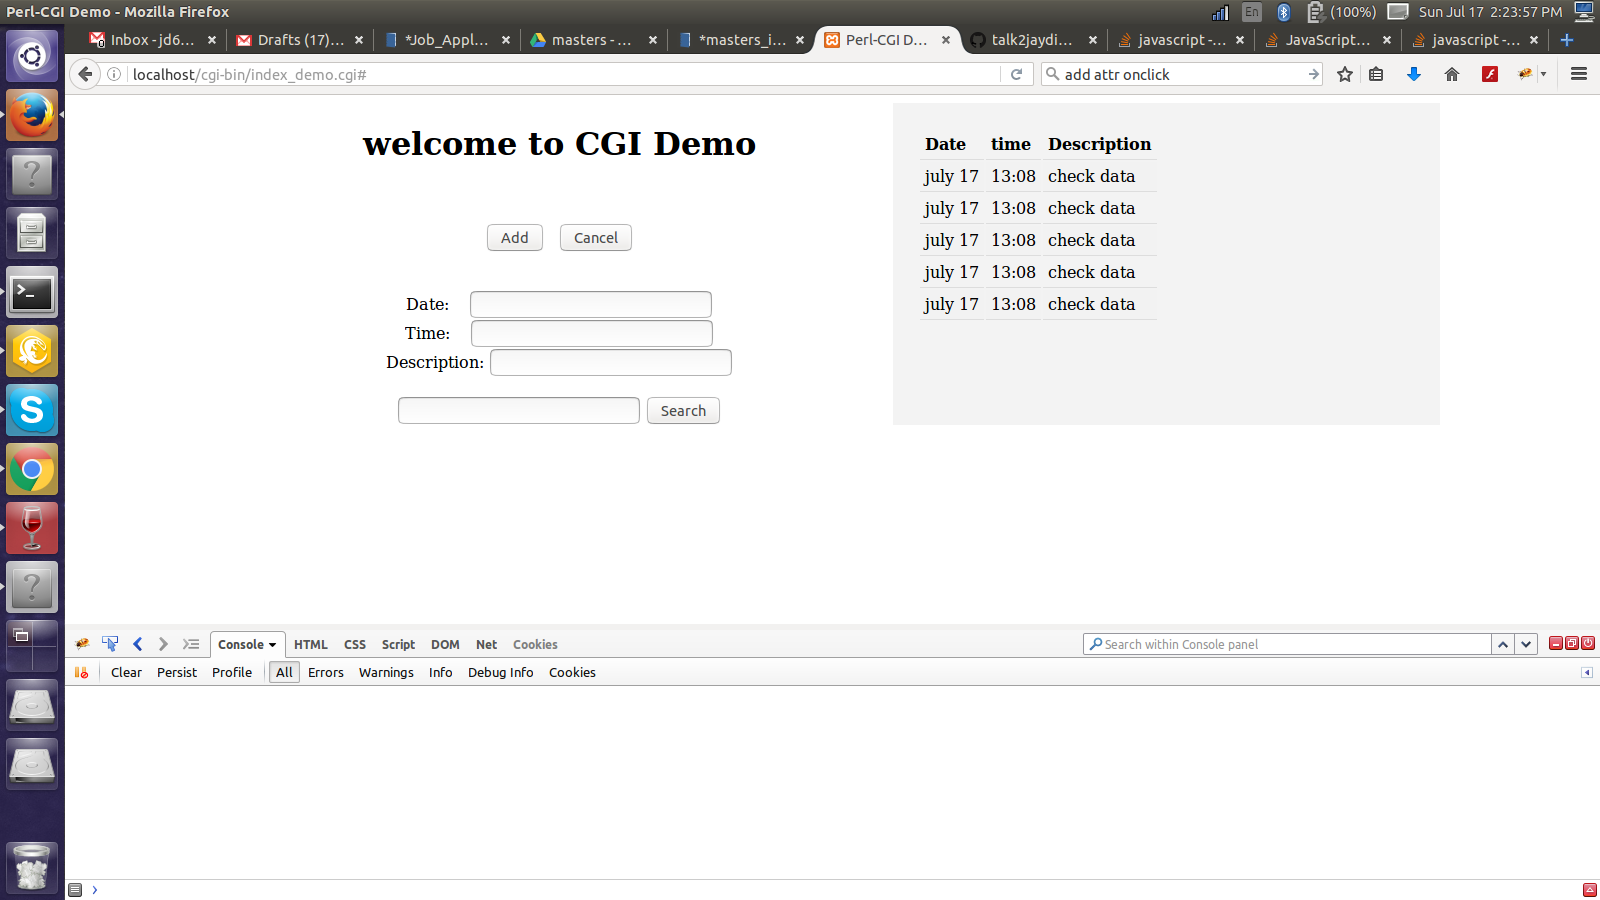 Perl-CGI Demo - Mozilla Firefox
En
(100%)
Sun Jul 17 2:23:57 PM
Inbox - jd6...
Drafts (17)...
*Job_Appl...
masters - ...
*masters_i...
Perl-CGI D...
talk2jaydi...
javascript -...
JavaScript...
javascript -...
localhost/cgi-bin/index_demo.cgi#
add attr onclick
welcome to CGI Demo
Add
Cancel
Date:
Time:
Description:
Search
Date time Description
july 17 13:08 check data
july 17 13:08 check data
july 17 13:08 check data
july 17 13:08 check data
july 17 13:08 check data
Console
HTML
CSS
Script
DOM
Net
Cookies
Search within Console panel
Clear
Persist
Profile
All
Errors
Warnings
Info
Debug Info
Cookies